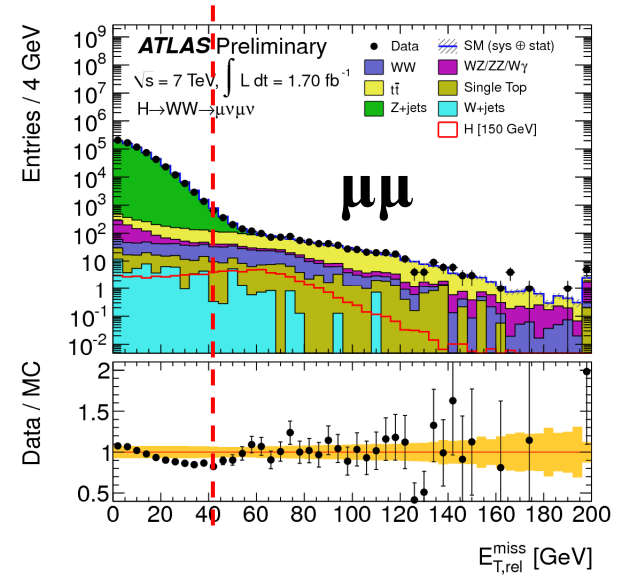 ATLAS Preliminary
√s = 7 TeV, ∫ L dt = 1.70 fb⁻¹
H→WW→μνμν
Data
SM (sys ⊕ stat)
WW
WZ/ZZ/Wγ
tt̄
Single Top
Z+jets
W+jets
H [150 GeV]
μμ
Entries / 4 GeV
10⁹
10⁸
10⁷
10⁶
10⁵
10⁴
10³
10²
10
1
10⁻¹
10⁻²
Data / MC
2
1.5
1
0.5
0 20 40 60 80 100 120 140 160 180 200
E_T,rel^miss [GeV]